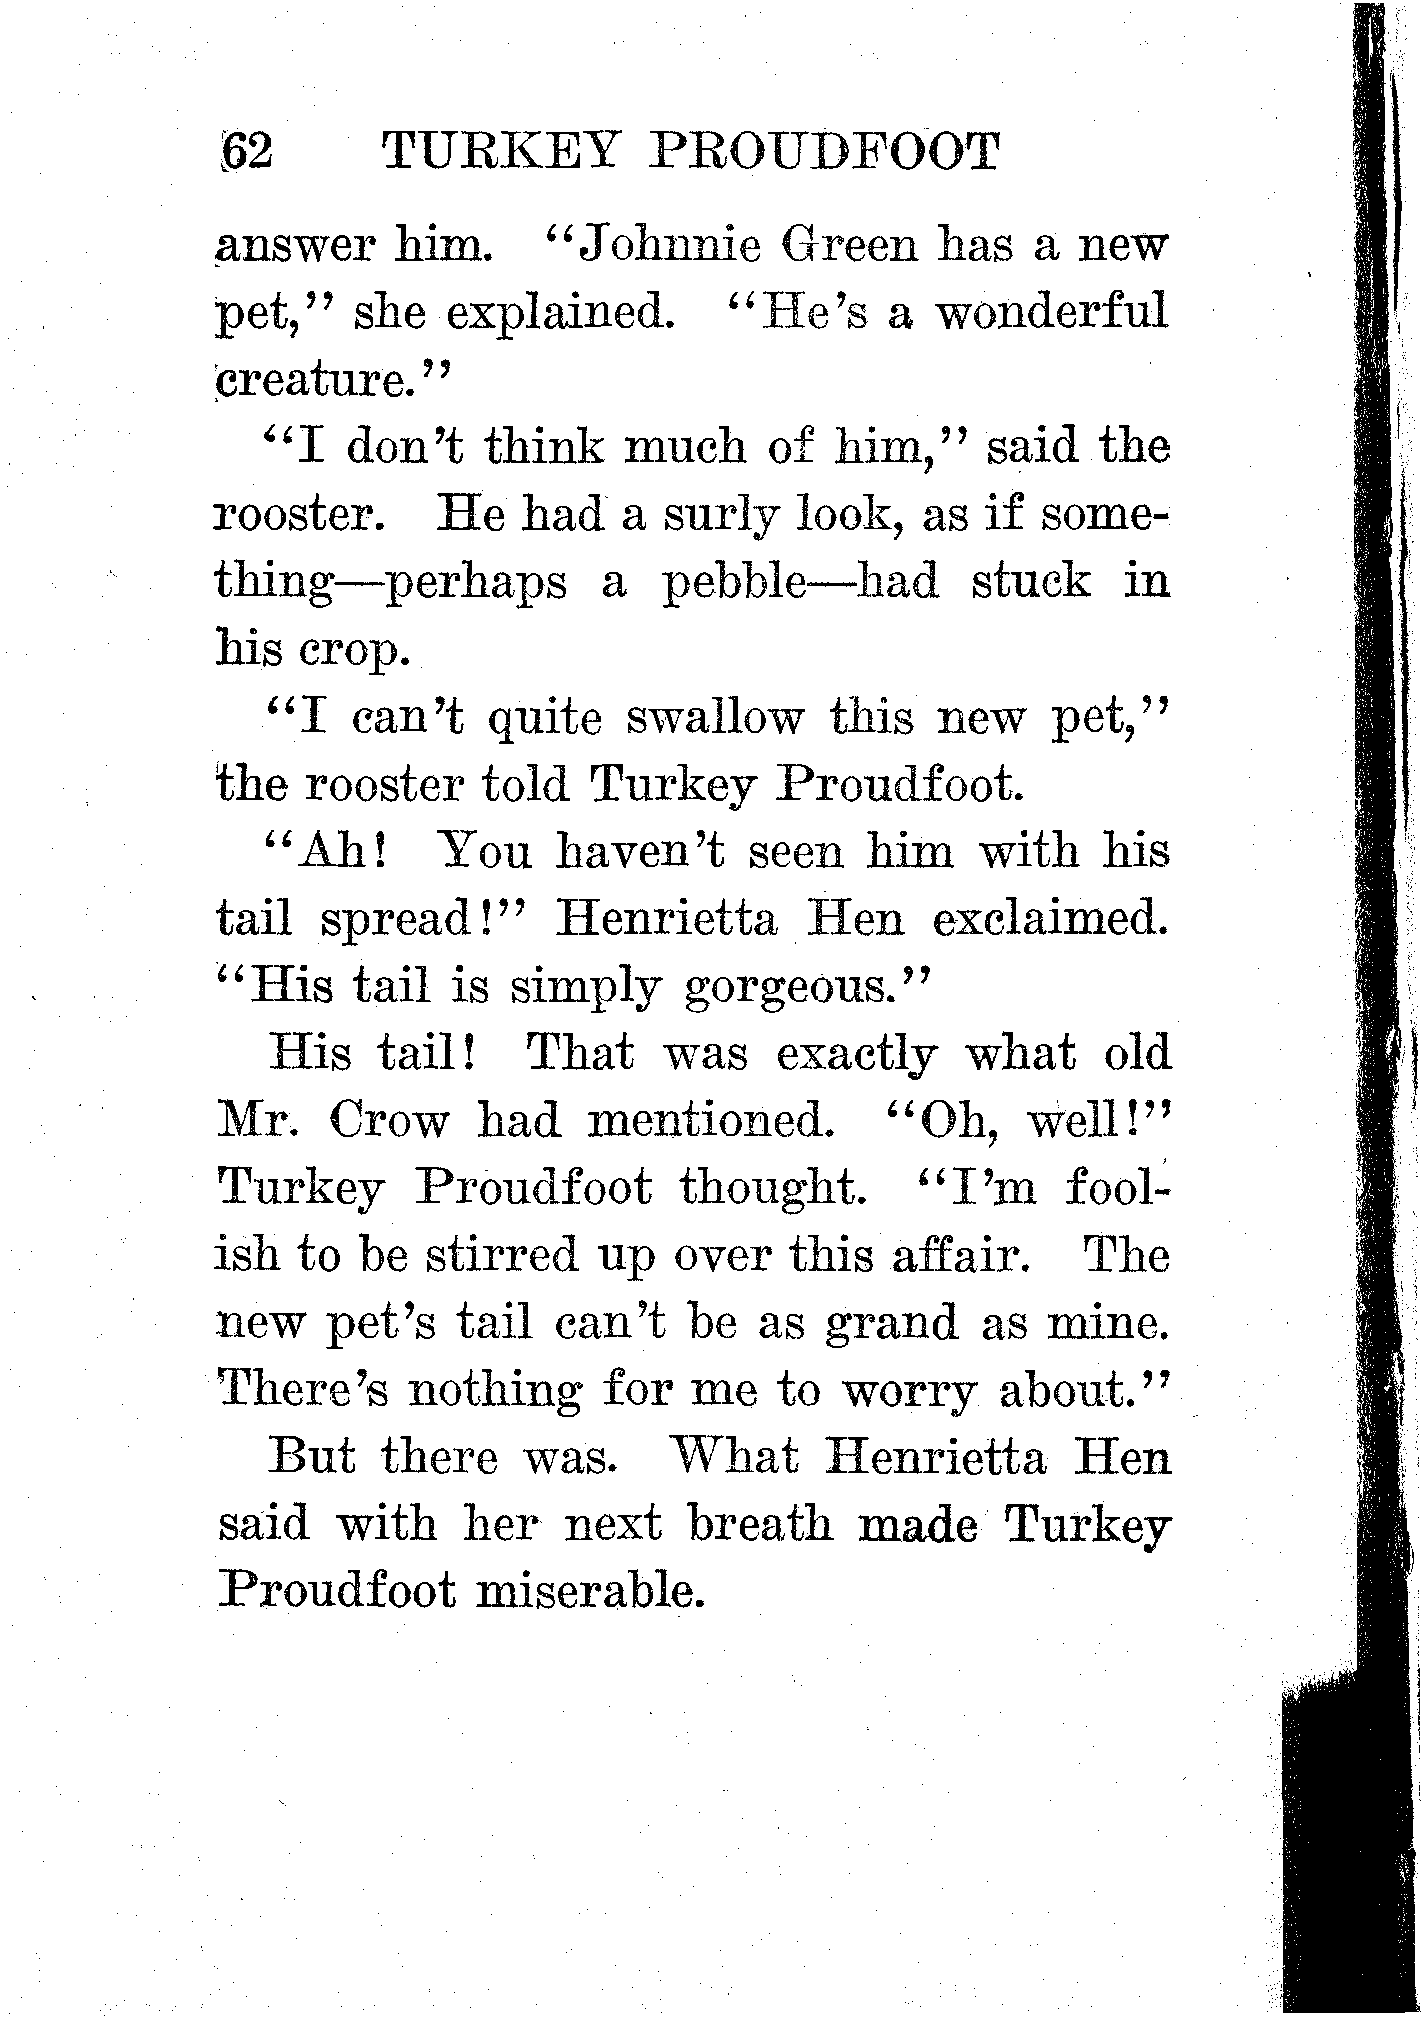 62 TURKEY PROUDFOOT
answer him. "Johnnie Green has a new
pet," she explained. "He's a wonderful
creature."
"I don't think much of him," said the
rooster. He had a surly look, as if some-
thing—perhaps a pebble—had stuck in
his crop.
"I can't quite swallow this new pet,"
the rooster told Turkey Proudfoot.
"Ah! You haven't seen him with his
tail spread!" Henrietta Hen exclaimed.
"His tail is simply gorgeous."
His tail! That was exactly what old
Mr. Crow had mentioned. "Oh, well!"
Turkey Proudfoot thought. "I'm fool-
ish to be stirred up over this affair. The
new pet's tail can't be as grand as mine.
There's nothing for me to worry about."
But there was. What Henrietta Hen
said with her next breath made Turkey
Proudfoot miserable.